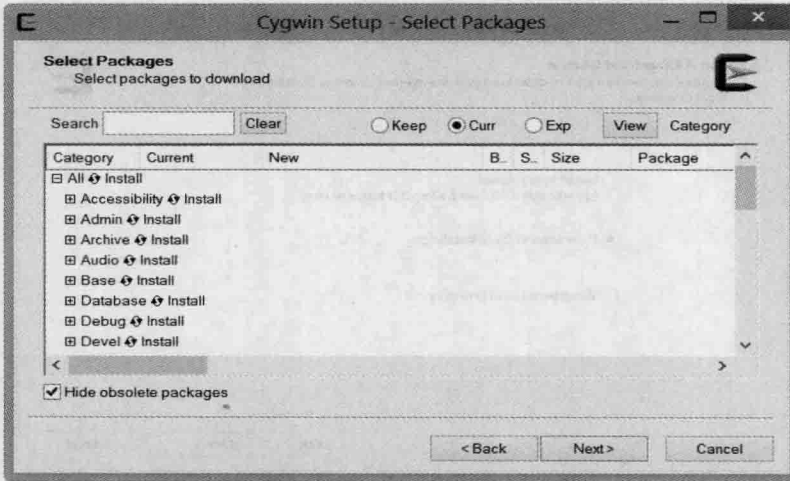 Cygwin Setup - Select Packages
Select Packages
Select packages to download
Search Clear Keep Curr Exp View Category
Category Current New B.. S.. Size Package
All Install
Accessibility Install
Admin Install
Archive Install
Audio Install
Base Install
Database Install
Debug Install
Devel Install
Hide obsolete packages
< Back Next > Cancel